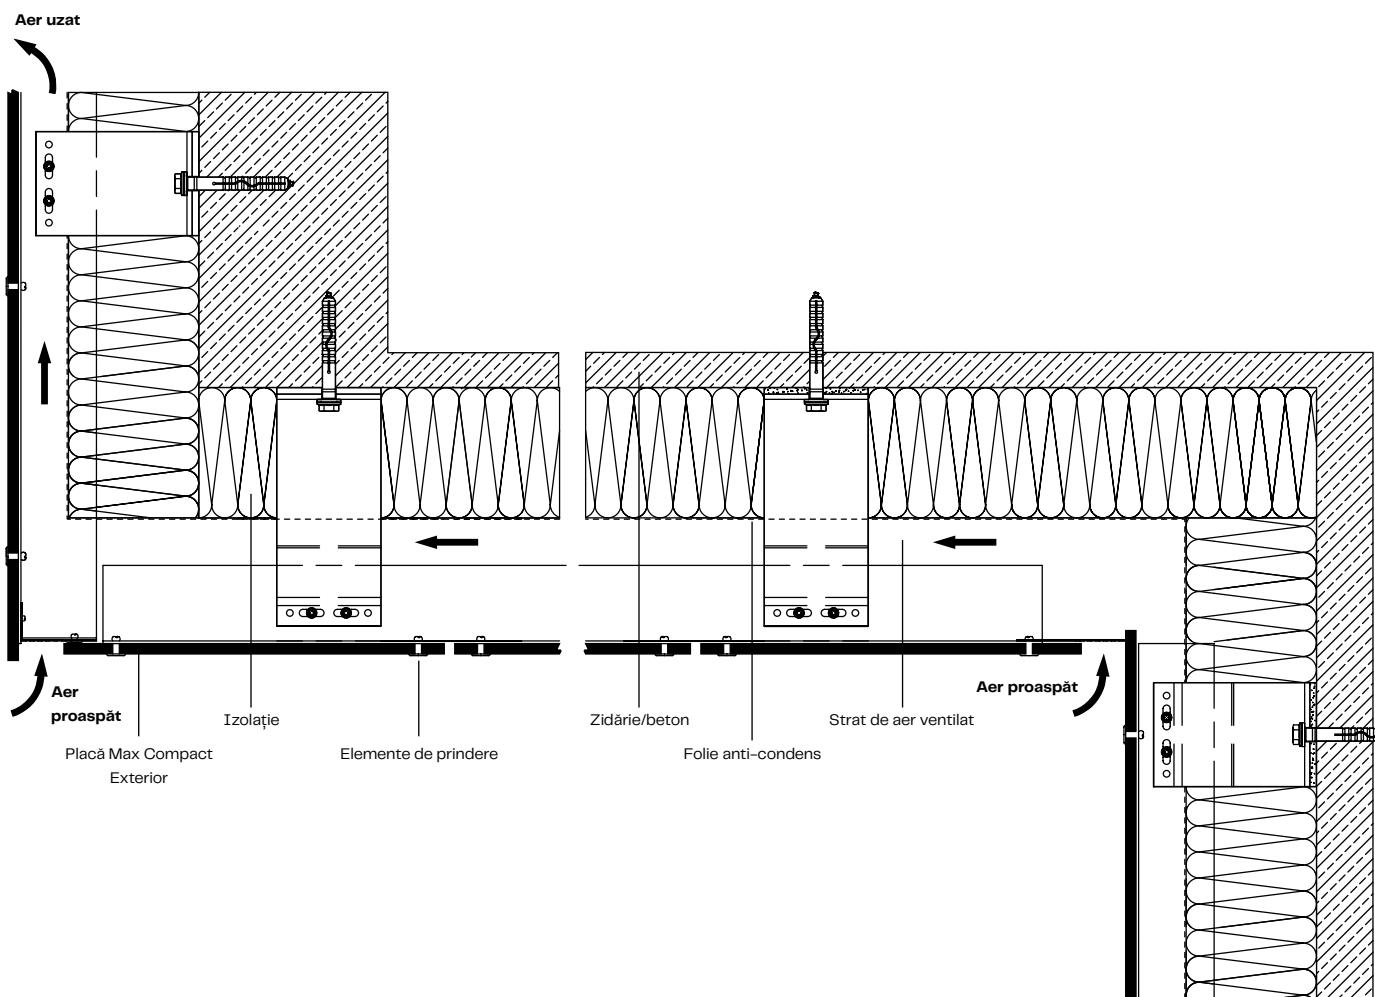 Aer uzat
Aer
proaspăt
Aer proaspăt
Izolație
Zidărie/beton
Strat de aer ventilat
Placă Max Compact
Exterior
Elemente de prindere
Folie anti-condens